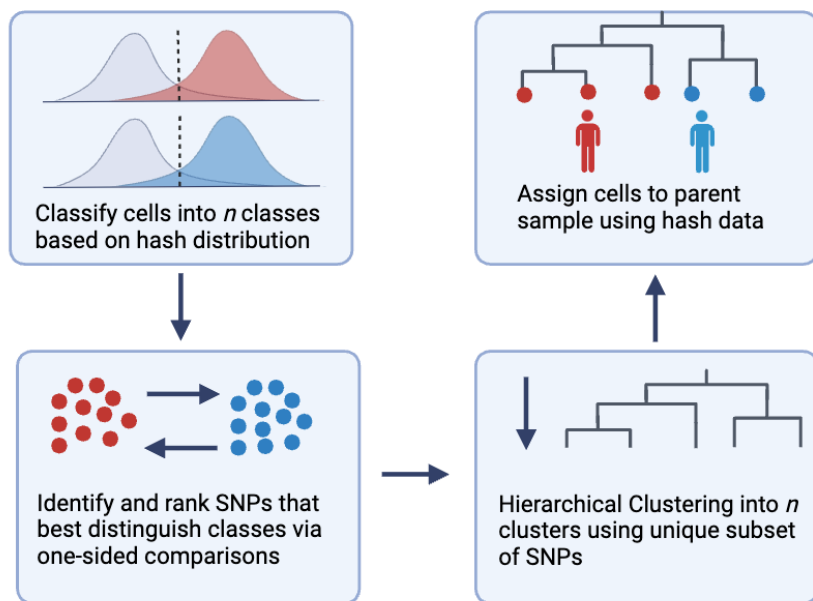 Classify cells into n classes
based on hash distribution
Identify and rank SNPs that
best distinguish classes via
one-sided comparisons
Hierarchical Clustering into n
clusters using unique subset
of SNPs
Assign cells to parent
sample using hash data